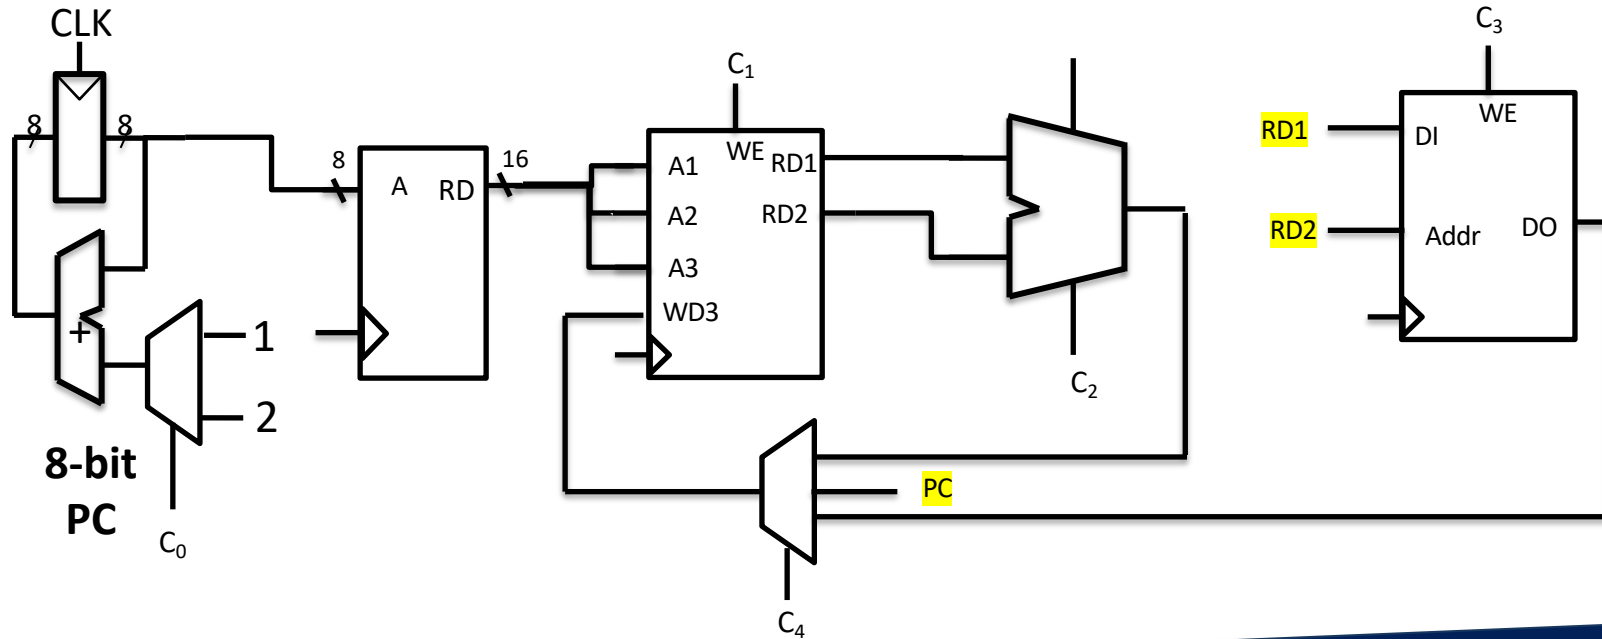 CLK
8
8
+
1
2
8-bit
PC
C₀
8
A
RD
16
C₁
WE
A1
RD1
A2
RD2
A3
WD3
C₂
PC
C₄
C₃
WE
RD1
DI
RD2
Addr
DO